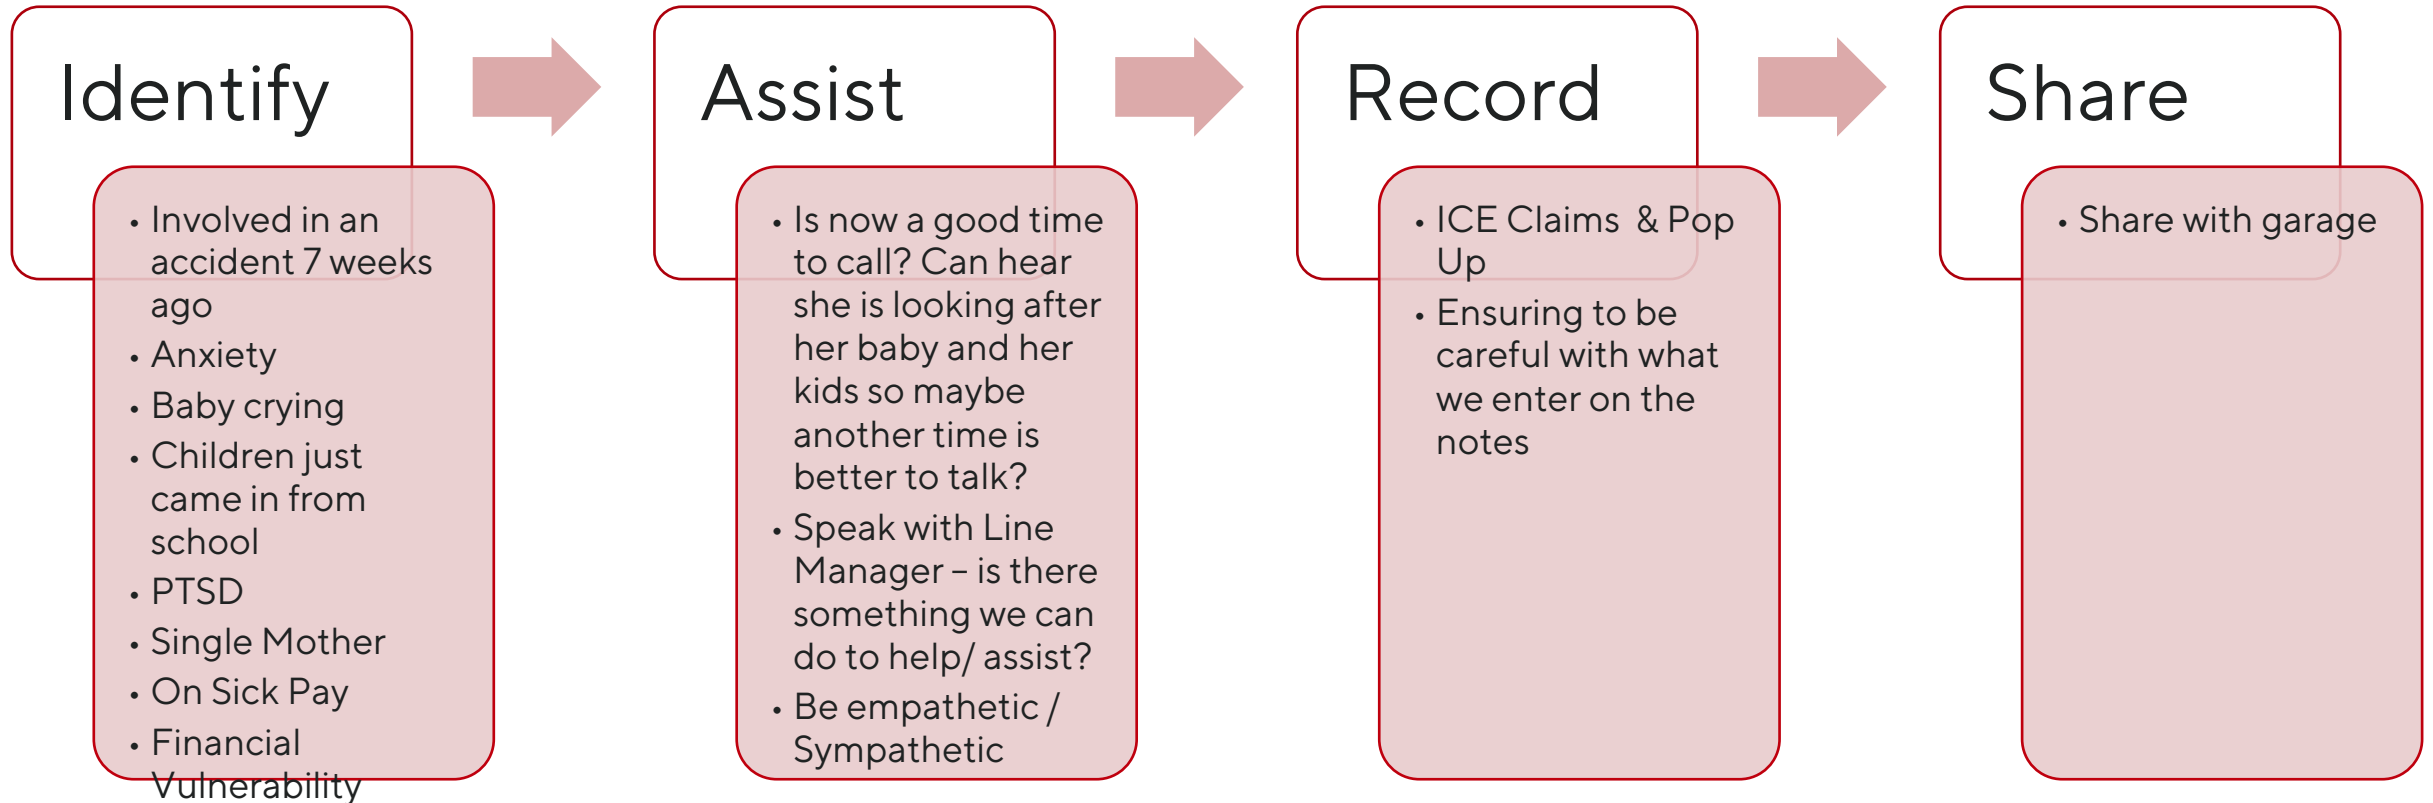 Identify
• Involved in an
accident 7 weeks
ago
• Anxiety
• Baby crying
• Children just
came in from
school
• PTSD
• Single Mother
• On Sick Pay
• Financial
Vulnerability
Assist
• Is now a good time
to call? Can hear
she is looking after
her baby and her
kids so maybe
another time is
better to talk?
• Speak with Line
Manager – is there
something we can
do to help/ assist?
• Be empathetic /
Sympathetic
Record
• ICE Claims  & Pop
Up
• Ensuring to be
careful with what
we enter on the
notes
Share
• Share with garage